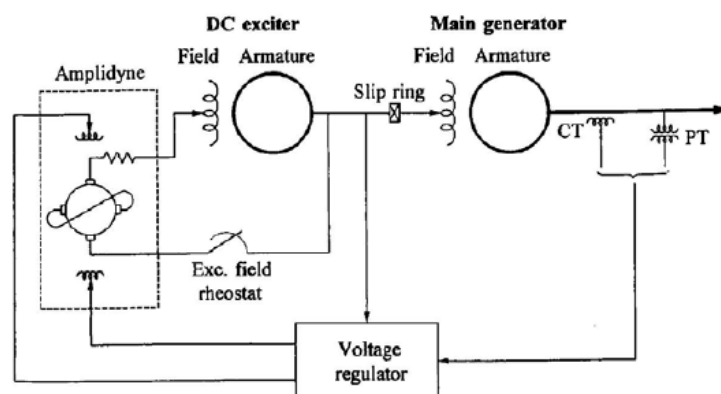 DC exciter
Main generator
Field
Armature
Field
Armature
Amplidyne
Slip ring
CT
PT
Exc. field
rheostat
Voltage
regulator